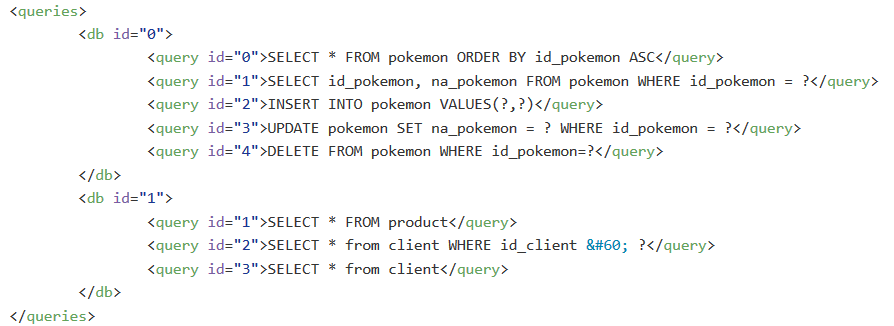 <queries>
<db id="0">
<query id="0">SELECT * FROM pokemon ORDER BY id_pokemon ASC</query>
<query id="1">SELECT id_pokemon, na_pokemon FROM pokemon WHERE id_pokemon = ?</query>
<query id="2">INSERT INTO pokemon VALUES(?,?)</query>
<query id="3">UPDATE pokemon SET na_pokemon = ? WHERE id_pokemon = ?</query>
<query id="4">DELETE FROM pokemon WHERE id_pokemon=?</query>
</db>
<db id="1">
<query id="1">SELECT * FROM product</query>
<query id="2">SELECT * from client WHERE id_client &#60; ?</query>
<query id="3">SELECT * from client</query>
</db>
</queries>